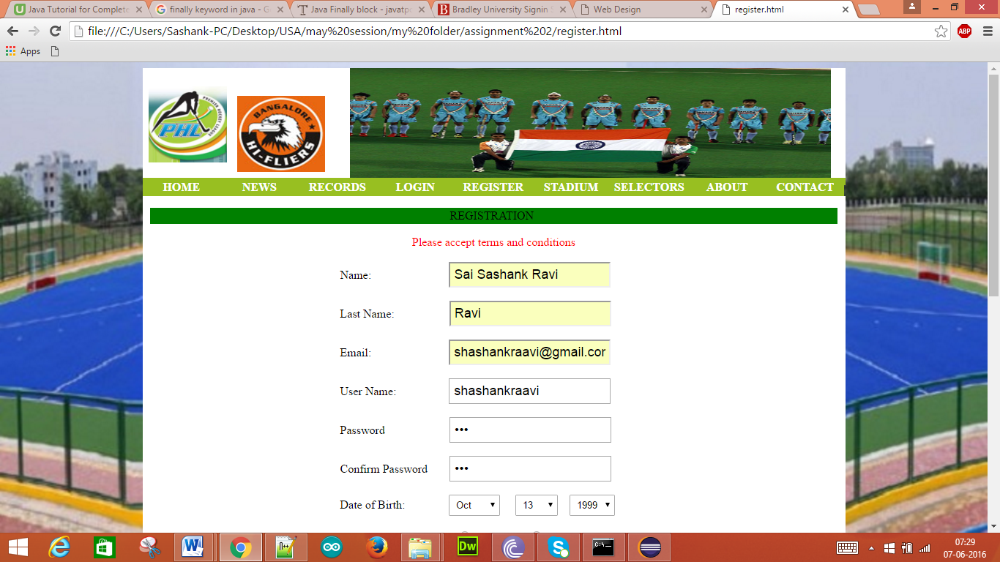 Java Tutorial for Complete finally keyword in java - G Java Finally block - javatpo Bradley University Signin S Web Design register.html
file:///C:/Users/Sashank-PC/Desktop/USA/may%20session/my%20folder/assignment%202/register.html ABP
Apps
PREMIER HOCKEY LEAGUE
PHL
BANGALORE
HI-FLIERS
HOME NEWS RECORDS LOGIN REGISTER STADIUM SELECTORS ABOUT CONTACT
REGISTRATION
Please accept terms and conditions
Name: Sai Sashank Ravi
Last Name: Ravi
Email: shashankraavi@gmail.cor
User Name: shashankraavi
Password •••
Confirm Password •••
Date of Birth: Oct 13 1999
Dw
07:29
07-06-2016